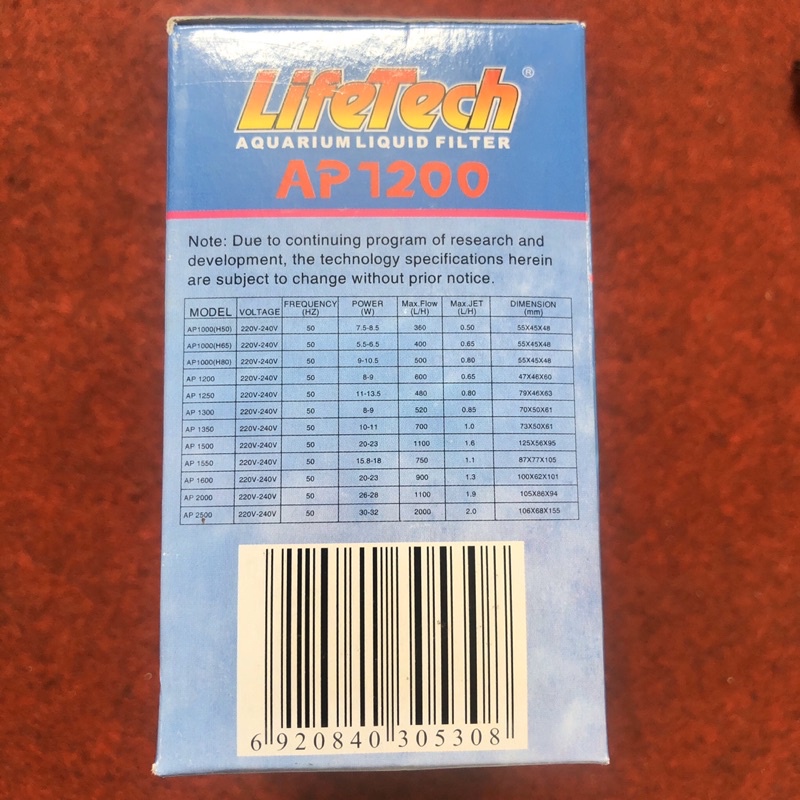 LifeTech®
AQUARIUM LIQUID FILTER
AP 1200
Note: Due to continuing program of research and
development, the technology specifications herein
are subject to change without prior notice.
MODEL VOLTAGE FREQUENCY (HZ) POWER (W) Max.Flow (L/H) Max.JET (L/H) DIMENSION (mm)
AP1000(H50) 220V-240V 50 7.5-8.5 360 0.50 55X45X48
AP1000(H65) 220V-240V 50 5.5-6.5 400 0.65 55X45X48
AP1000(H80) 220V-240V 50 9-10.5 500 0.80 55X45X48
AP 1200 220V-240V 50 8-9 600 0.65 47X46X60
AP 1250 220V-240V 50 11-13.5 480 0.80 79X46X63
AP 1300 220V-240V 50 8-9 520 0.85 70X50X61
AP 1350 220V-240V 50 10-11 700 1.0 73X50X61
AP 1500 220V-240V 50 20-23 1100 1.6 125X56X95
AP 1550 220V-240V 50 15.8-18 750 1.1 87X77X105
AP 1600 220V-240V 50 20-23 900 1.3 100X62X101
AP 2000 220V-240V 50 26-28 1100 1.9 105X88X94
AP 2500 220V-240V 50 30-32 2000 2.0 106X68X155
6 920840 305308